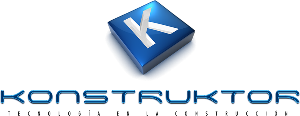 K
KONSTRUKTOR
TECNOLOGÍA EN LA CONSTRUCCIÓN